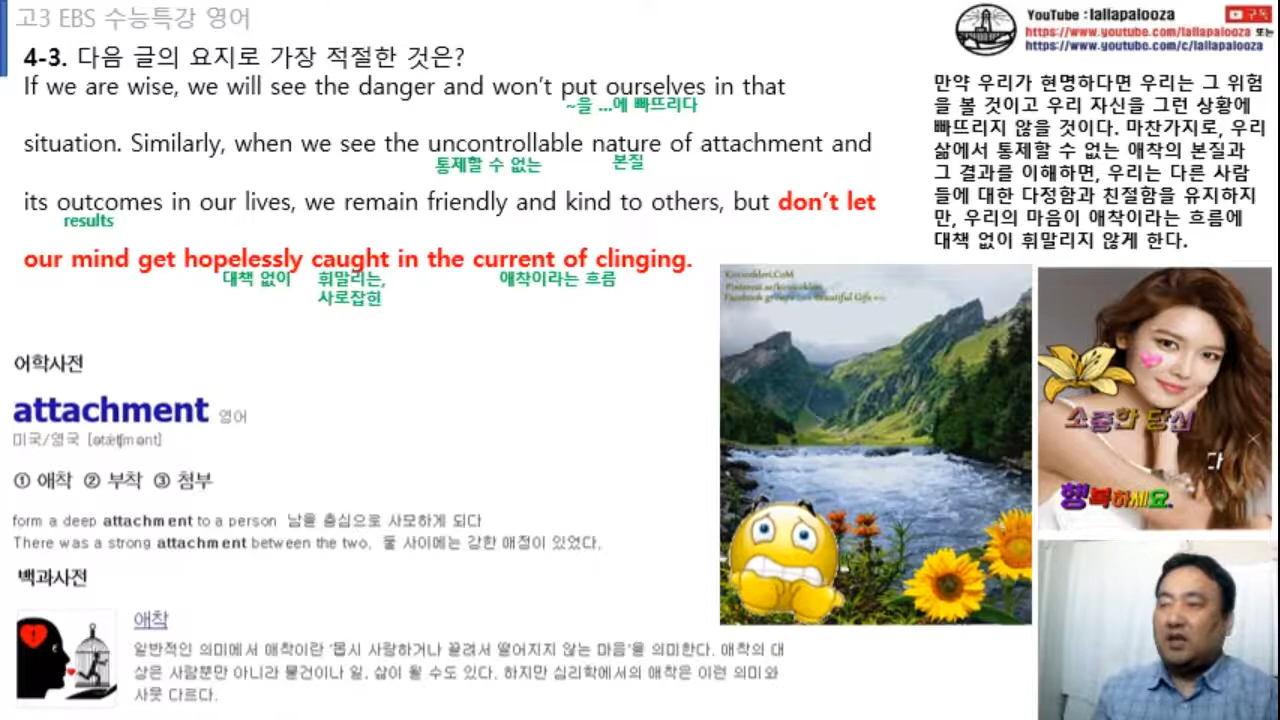 고3 EBS 수능특강 영어
4-3. 다음 글의 요지로 가장 적절한 것은?
If we are wise, we will see the danger and won't put ourselves in that
~을 ...에 빠뜨리다
situation. Similarly, when we see the uncontrollable nature of attachment and
통제할 수 없는 본질
its outcomes in our lives, we remain friendly and kind to others, but don't let
results
our mind get hopelessly caught in the current of clinging.
대책 없이 휘말리는, 애착이라는 흐름
사로잡힌
YouTube : lallapalooza
구독
https://www.youtube.com/lallapalooza 또는
https://www.youtube.com/c/lallapalooza
만약 우리가 현명하다면 우리는 그 위험
을 볼 것이고 우리 자신을 그런 상황에
빠뜨리지 않을 것이다. 마찬가지로, 우리
삶에서 통제할 수 없는 애착의 본질과
그 결과를 이해하면, 우리는 다른 사람
들에 대한 다정함과 친절함을 유지하지
만, 우리의 마음이 애착이라는 흐름에
대책 없이 휘말리지 않게 한다.
어학사전
attachment 영어
미국/영국 [ətǽtʃmənt]
① 애착 ② 부착 ③ 첨부
form a deep attachment to a person 남을 충심으로 사모하게 되다
There was a strong attachment between the two. 둘 사이에는 강한 애정이 있었다.
백과사전
애착
일반적인 의미에서 애착이란 '몹시 사랑하거나 끌려서 떨어지지 않는 마음'을 의미한다. 애착의 대
상은 사람뿐만 아니라 물건이나 일, 삶이 될 수도 있다. 하지만 심리학에서의 애착은 이런 의미와
사뭇 다르다.
소중한 당신
행복하세요.